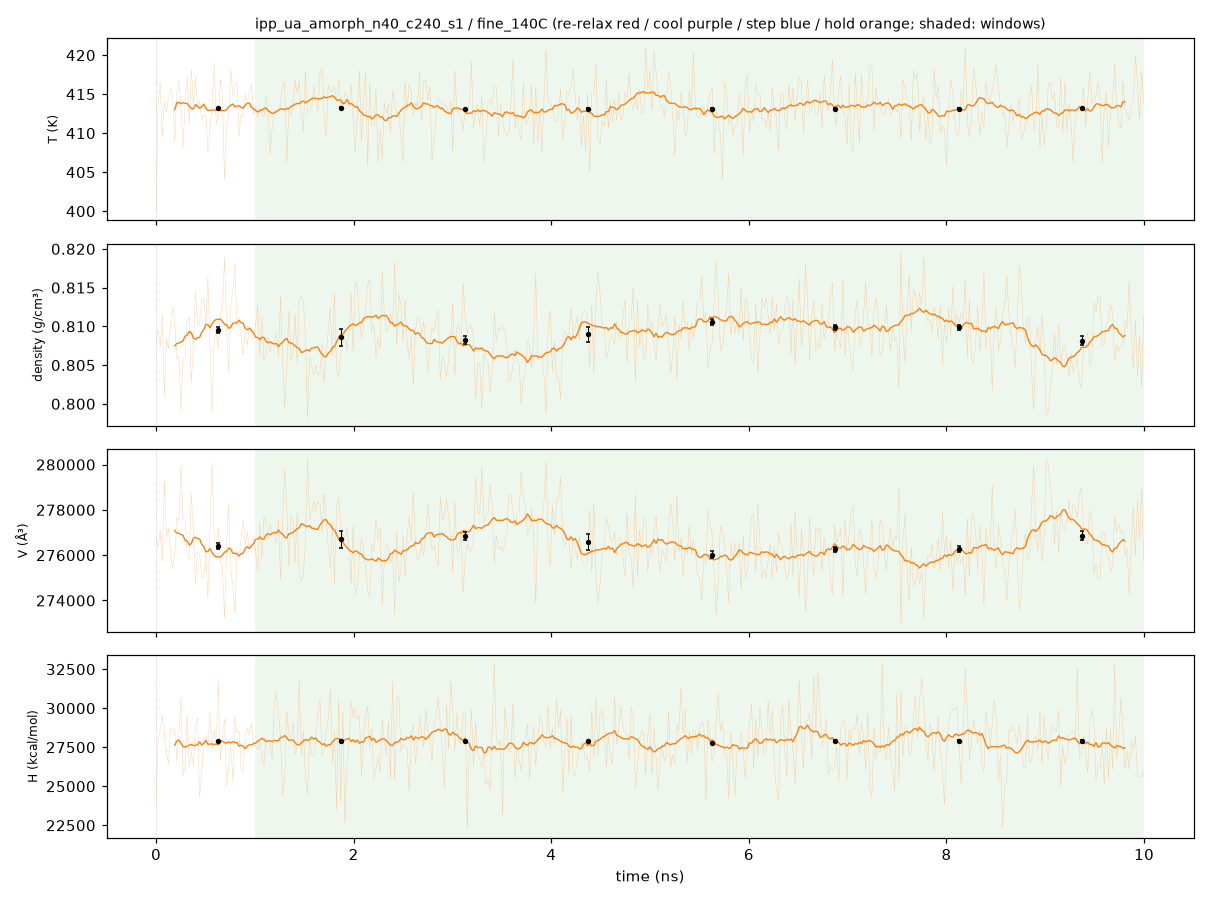 ipp_ua_amorph_n40_c240_s1 / fine_140C (re-relax red / cool purple / step blue / hold orange; shaded: windows)
420
415
410
405
400
T (K)
0.820
0.815
0.810
0.805
0.800
density (g/cm³)
280000
278000
276000
274000
V (Å³)
32500
30000
27500
25000
22500
H (kcal/mol)
0 2 4 6 8 10
time (ns)